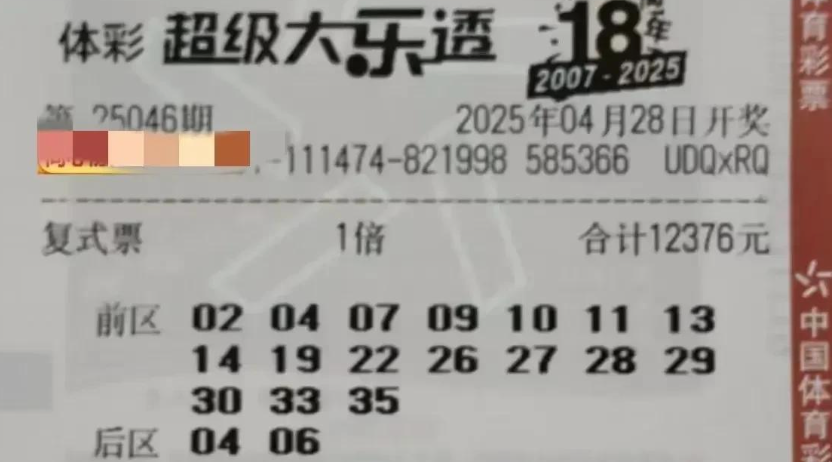 体彩 超级大乐透 18周年
2007-2025
第 25046期 2025年04月28日开奖
-111474-821998 585366 UDQxRQ
复式票 1倍 合计12376元
前区 02 04 07 09 10 11 13
14 19 22 26 27 28 29
30 33 35
后区 04 06
体育彩票
中国体育彩